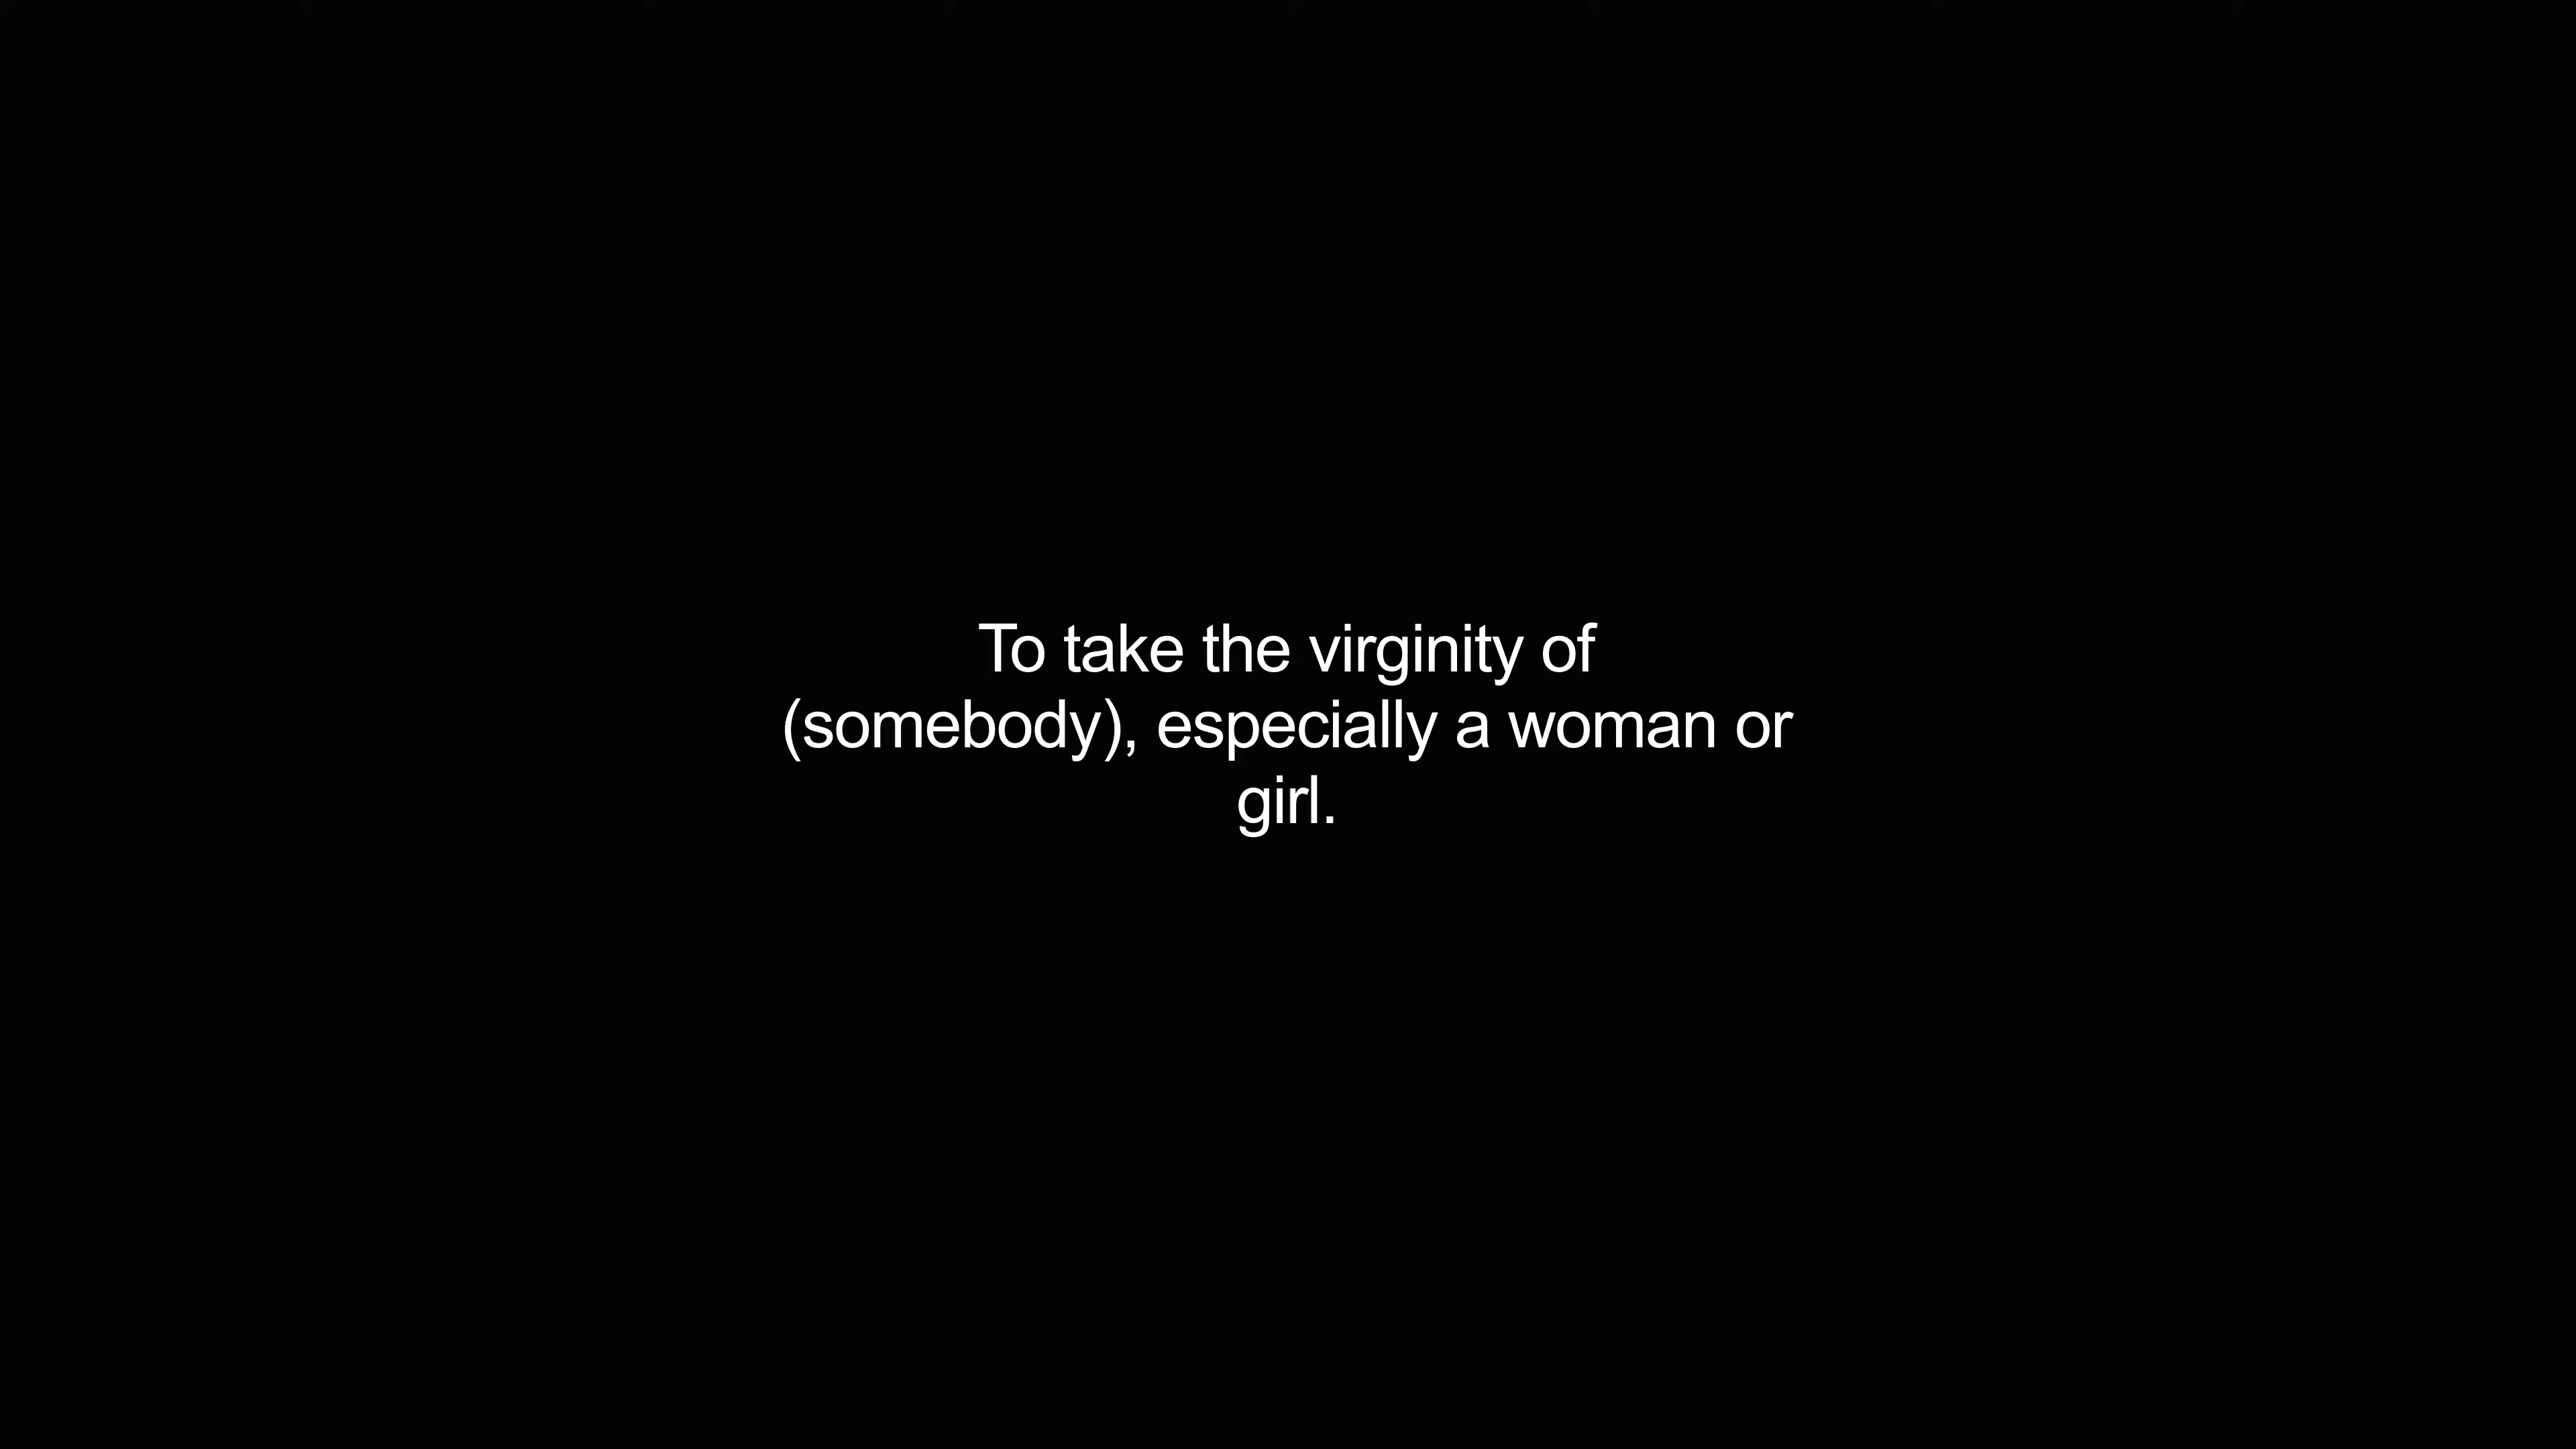 To take the virginity of
(somebody), especially a woman or
girl.